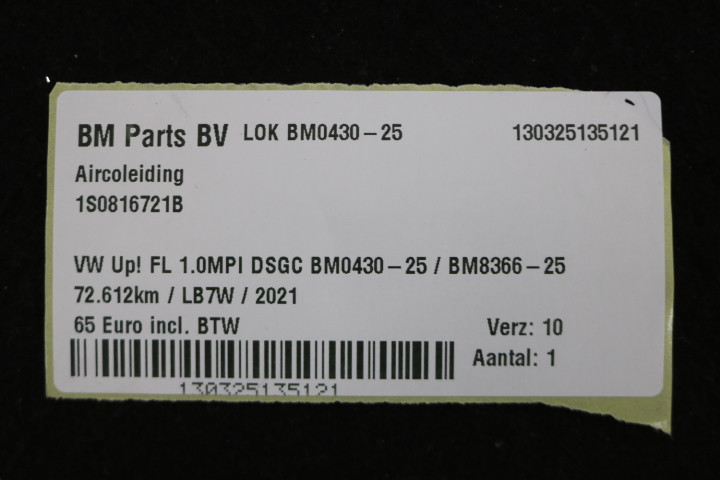 BM Parts BV LOK BM0430-25 130325135121
Aircoleiding
1S0816721B
VW Up! FL 1.0MPI DSGC BM0430-25 / BM8366-25
72.612km / LB7W / 2021
65 Euro incl. BTW Verz: 10
Aantal: 1
130325135121